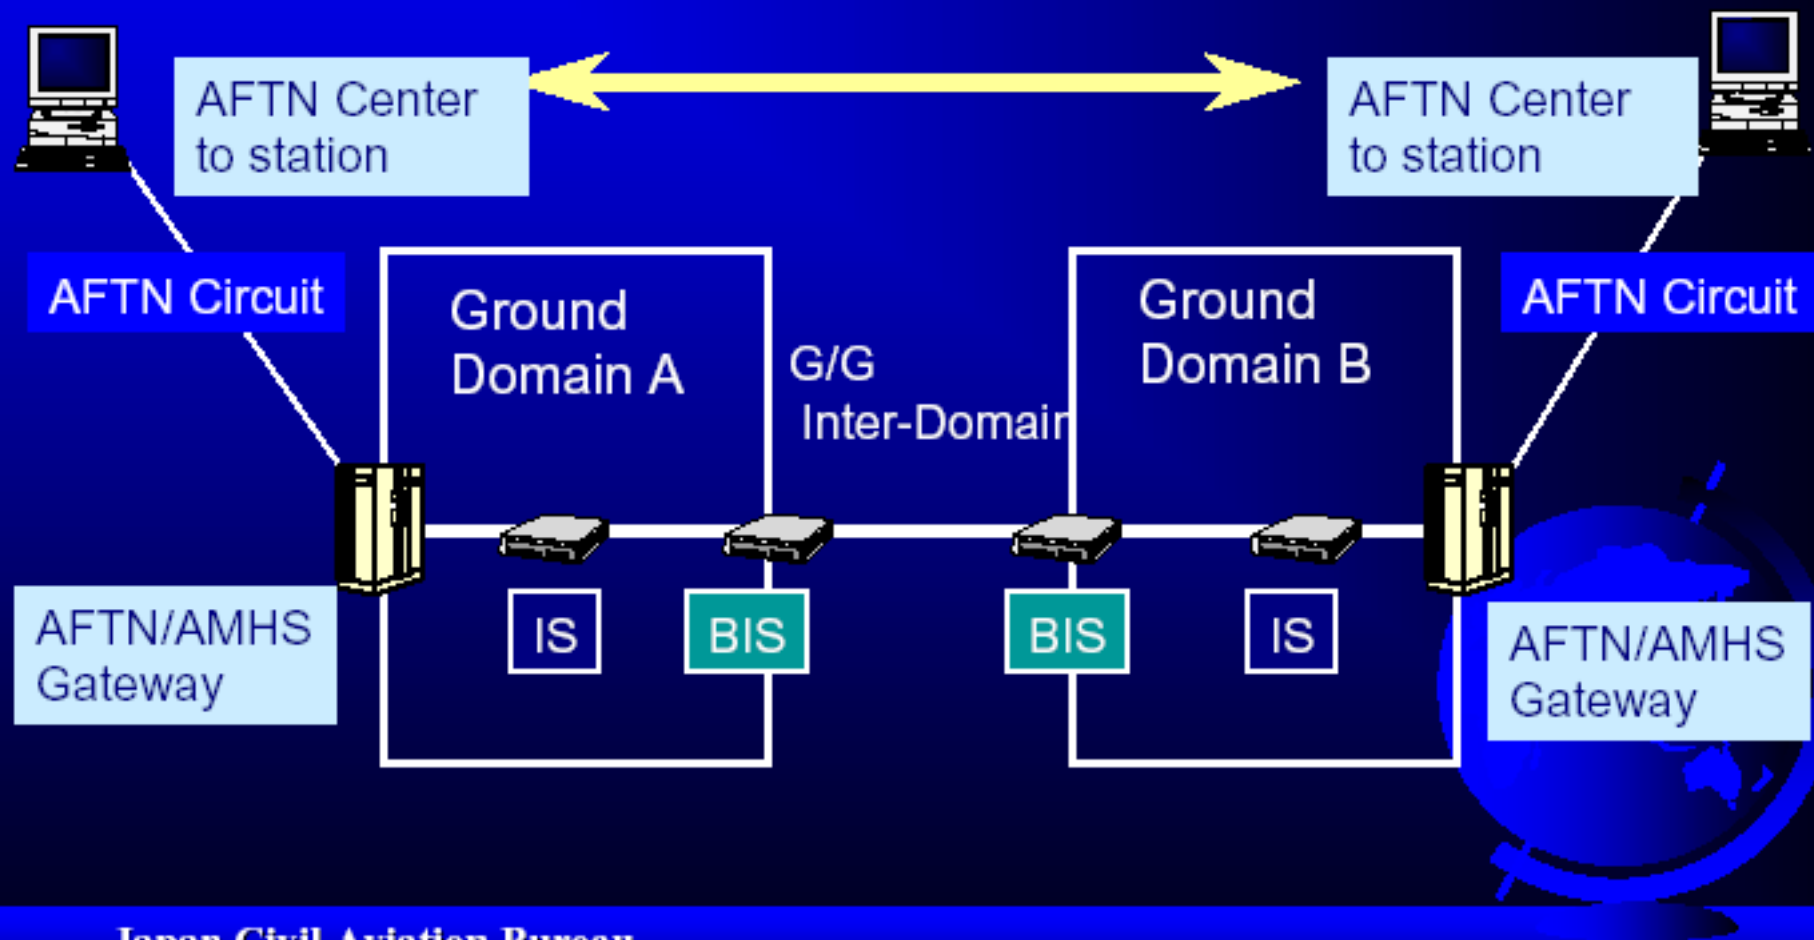 AFTN Center
to station
AFTN Center
to station
AFTN Circuit
AFTN Circuit
Ground
Domain A
Ground
Domain B
G/G
Inter-Domain
AFTN/AMHS
Gateway
IS
BIS
BIS
IS
AFTN/AMHS
Gateway
Japan Civil Aviation Bureau